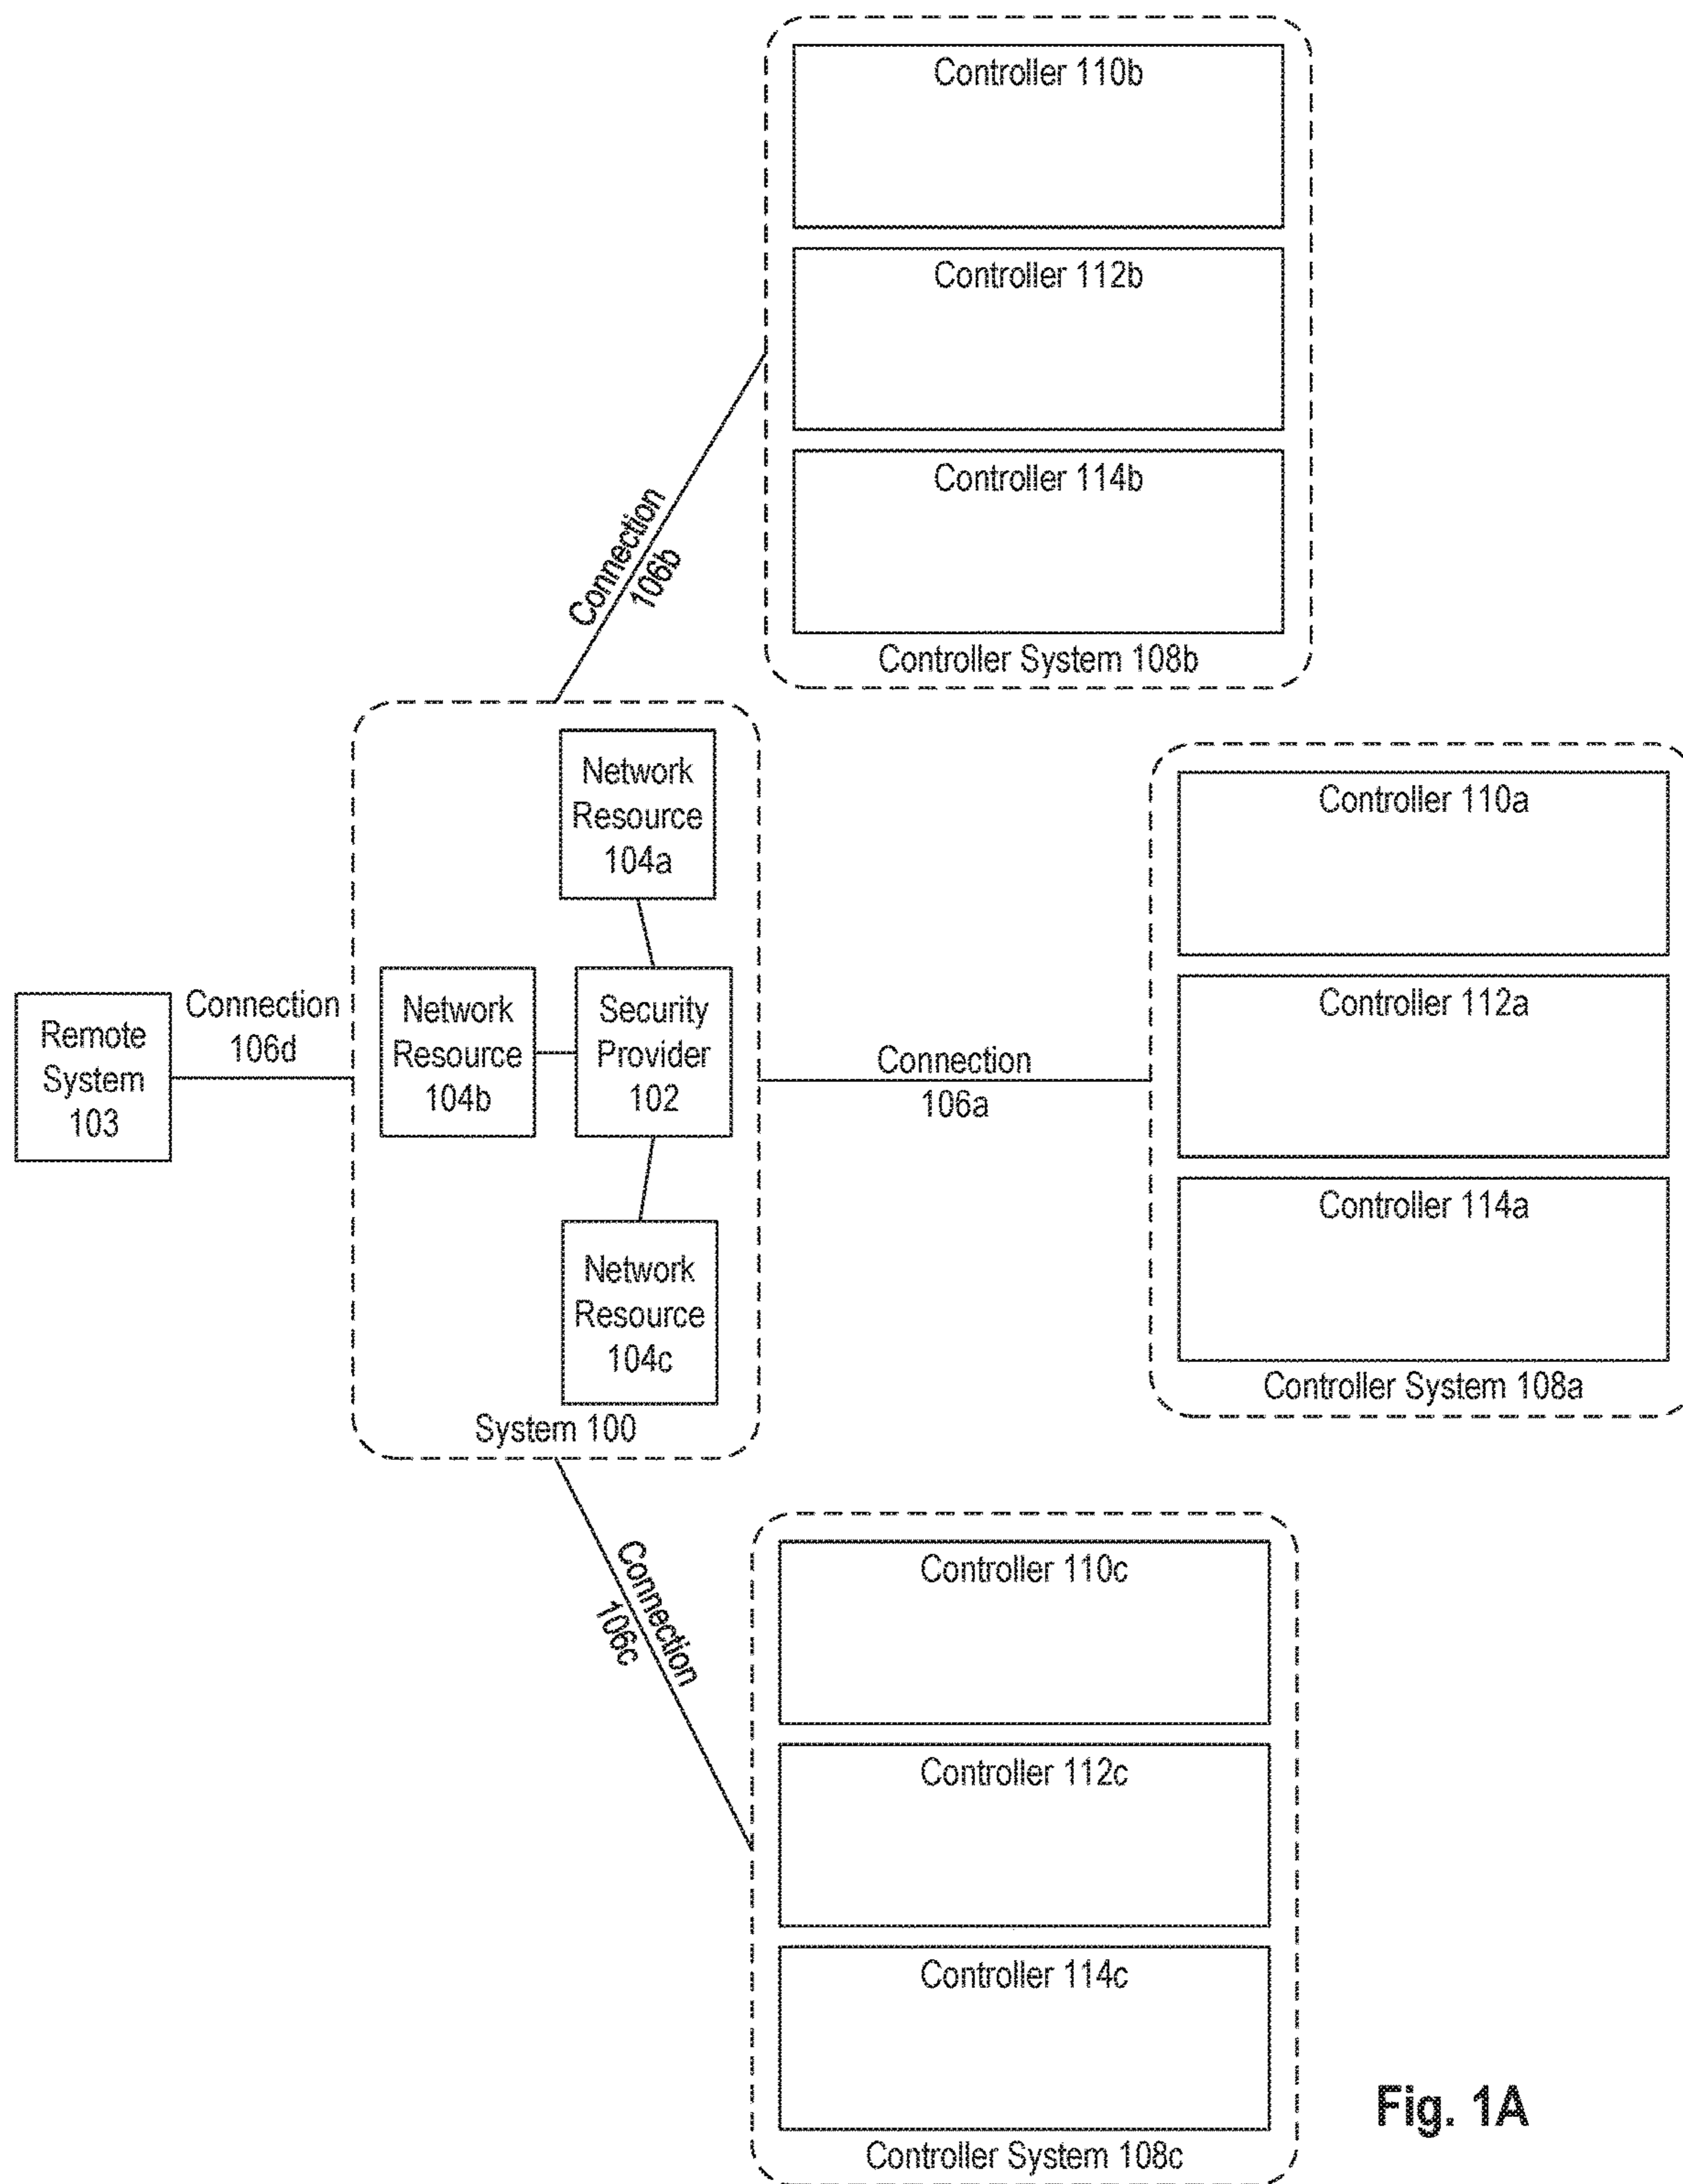 Controller 110b
Controller 112b
Controller 114b
Controller System 108b
Connection
106b
Network
Resource
104a
Network
Resource
104b
Security
Provider
102
Network
Resource
104c
System 100
Remote
System
103
Connection
106d
Connection
106a
Controller 110a
Controller 112a
Controller 114a
Controller System 108a
Connection
106c
Controller 110c
Controller 112c
Controller 114c
Controller System 108c
Fig. 1A